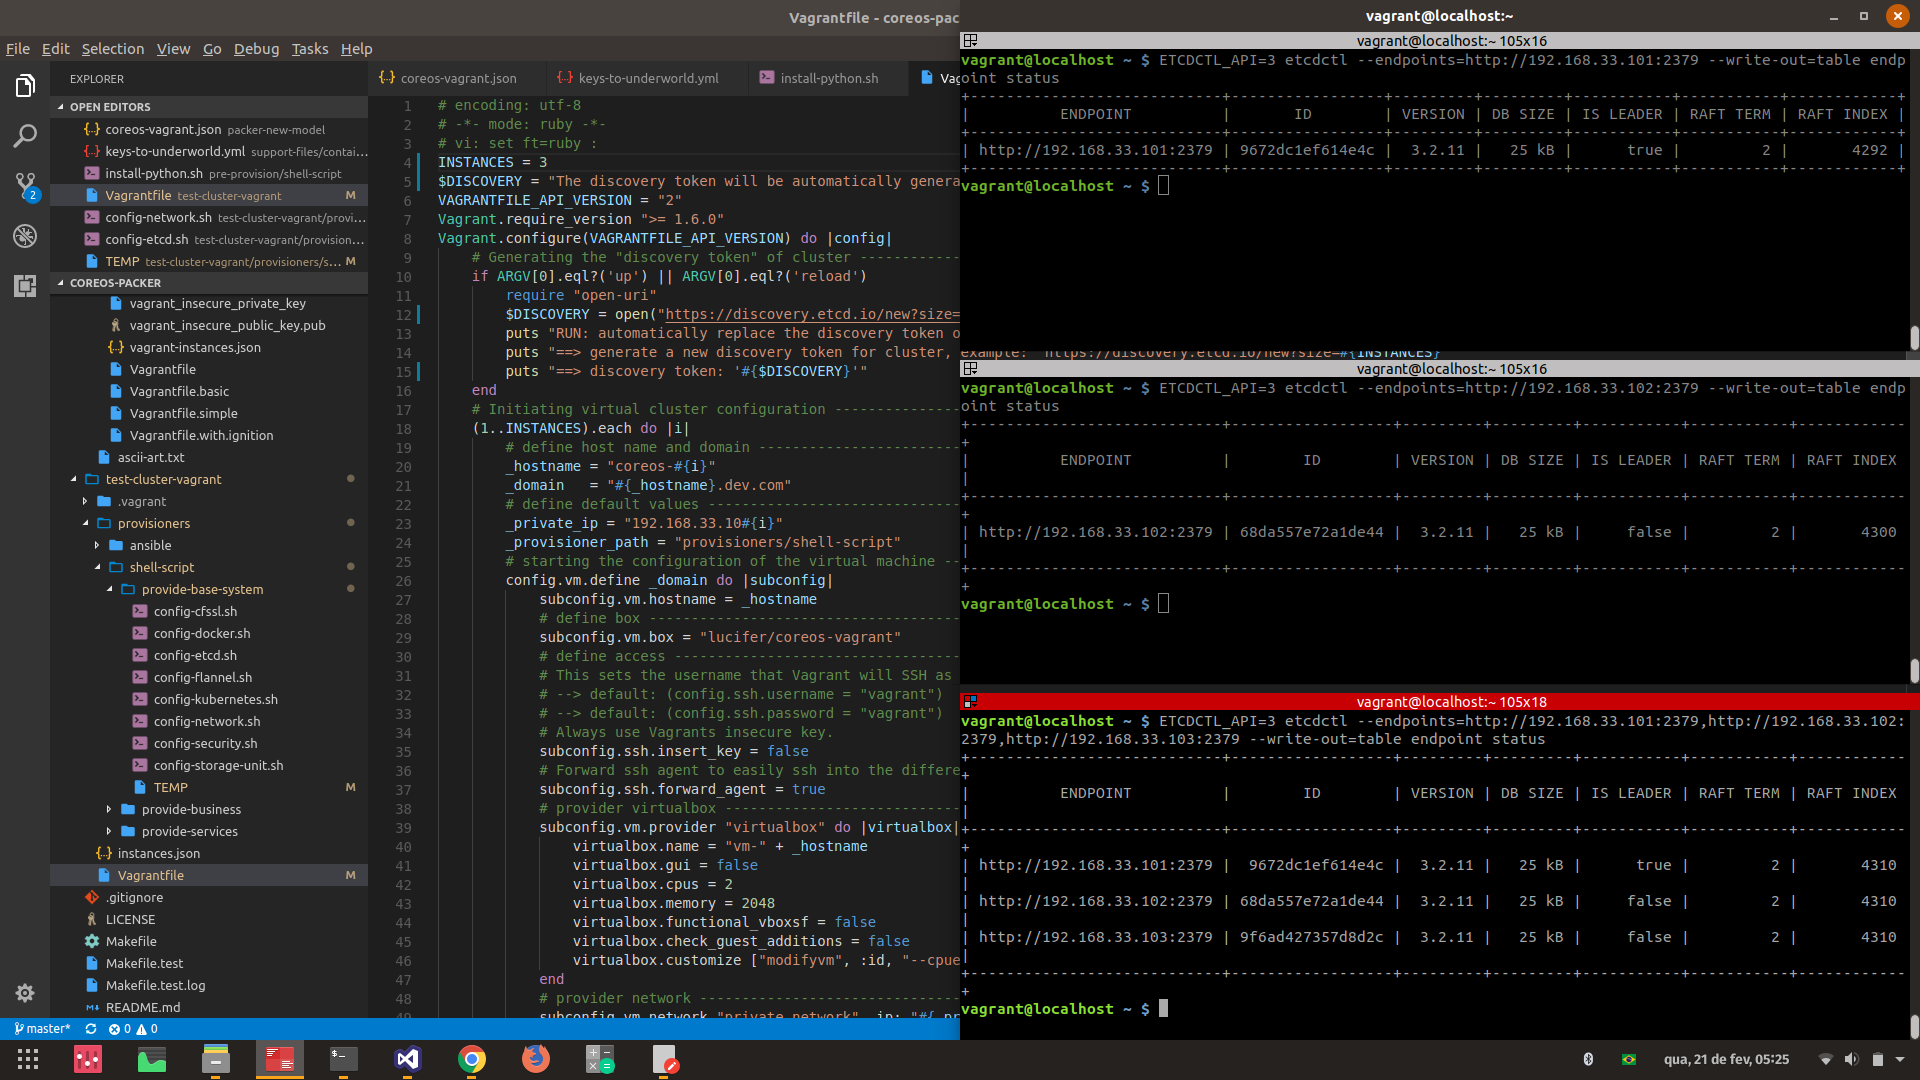 Vagrantfile - coreos-pac
File Edit Selection View Go Debug Tasks Help
EXPLORER
OPEN EDITORS
coreos-vagrant.json packer-new-model
keys-to-underworld.yml support-files/contai...
install-python.sh pre-provision/shell-script
Vagrantfile test-cluster-vagrant M
config-network.sh test-cluster-vagrant/provi...
config-etcd.sh test-cluster-vagrant/provision...
TEMP test-cluster-vagrant/provisioners/s... M
2
COREOS-PACKER
vagrant_insecure_private_key
vagrant_insecure_public_key.pub
vagrant-instances.json
Vagrantfile
Vagrantfile.basic
Vagrantfile.simple
Vagrantfile.with.ignition
ascii-art.txt
test-cluster-vagrant
.vagrant
provisioners
ansible
shell-script
provide-base-system
config-cfssl.sh
config-docker.sh
config-etcd.sh
config-flannel.sh
config-kubernetes.sh
config-network.sh
config-security.sh
config-storage-unit.sh
TEMP M
provide-business
provide-services
instances.json
Vagrantfile M
.gitignore
LICENSE
Makefile
Makefile.test
Makefile.test.log
README.md
master* 0 0
coreos-vagrant.json keys-to-underworld.yml install-python.sh Vag
1 # encoding: utf-8
2 # -*- mode: ruby -*-
3 # vi: set ft=ruby :
4 INSTANCES = 3
5 $DISCOVERY = "The discovery token will be automatically genera
6 VAGRANTFILE_API_VERSION = "2"
7 Vagrant.require_version ">= 1.6.0"
8 Vagrant.configure(VAGRANTFILE_API_VERSION) do |config|
9 # Generating the "discovery token" of cluster ------------
10 if ARGV[0].eql?('up') || ARGV[0].eql?('reload')
11 require "open-uri"
12 $DISCOVERY = open("https://discovery.etcd.io/new?size=
13 puts "RUN: automatically replace the discovery token o
14 puts "==> generate a new discovery token for cluster,
15 puts "==> discovery token: '#{$DISCOVERY}'"
16 end
17 # Initiating virtual cluster configuration ---------------
18 (1..INSTANCES).each do |i|
19 # define host name and domain ------------------------
20 _hostname = "coreos-#{i}"
21 _domain = "#{_hostname}.dev.com"
22 # define default values ------------------------------
23 _private_ip = "192.168.33.10#{i}"
24 _provisioner_path = "provisioners/shell-script"
25 # starting the configuration of the virtual machine --
26 config.vm.define _domain do |subconfig|
27 subconfig.vm.hostname = _hostname
28 # define box -------------------------------------
29 subconfig.vm.box = "lucifer/coreos-vagrant"
30 # define access ----------------------------------
31 # This sets the username that Vagrant will SSH as
32 # --> default: (config.ssh.username = "vagrant")
33 # --> default: (config.ssh.password = "vagrant")
34 # Always use Vagrants insecure key.
35 subconfig.ssh.insert_key = false
36 # Forward ssh agent to easily ssh into the differe
37 subconfig.ssh.forward_agent = true
38 # provider virtualbox ----------------------------
39 subconfig.vm.provider "virtualbox" do |virtualbox|
40 virtualbox.name = "vm-" + _hostname
41 virtualbox.gui = false
42 virtualbox.cpus = 2
43 virtualbox.memory = 2048
44 virtualbox.functional_vboxsf = false
45 virtualbox.check_guest_additions = false
46 virtualbox.customize ["modifyvm", :id, "--cpue
47 end
48 # provider network -------------------------------
49 subconfig.vm.network "private_network", ip: "#{_pr
vagrant@localhost:~
vagrant@localhost:~ 105x16
vagrant@localhost ~ $ ETCDCTL_API=3 etcdctl --endpoints=http://192.168.33.101:2379 --write-out=table endp
oint status
| ENDPOINT | ID | VERSION | DB SIZE | IS LEADER | RAFT TERM | RAFT INDEX |
| http://192.168.33.101:2379 | 9672dc1ef614e4c | 3.2.11 | 25 kB | true | 2 | 4292 |
vagrant@localhost ~ $
example: https://discovery.etcd.io/new?size=#{INSTANCES}
vagrant@localhost:~ 105x16
vagrant@localhost ~ $ ETCDCTL_API=3 etcdctl --endpoints=http://192.168.33.102:2379 --write-out=table endp
oint status
| ENDPOINT | ID | VERSION | DB SIZE | IS LEADER | RAFT TERM | RAFT INDEX
|
| http://192.168.33.102:2379 | 68da557e72a1de44 | 3.2.11 | 25 kB | false | 2 | 4300
|
vagrant@localhost ~ $
vagrant@localhost:~ 105x18
vagrant@localhost ~ $ ETCDCTL_API=3 etcdctl --endpoints=http://192.168.33.101:2379,http://192.168.33.102:
2379,http://192.168.33.103:2379 --write-out=table endpoint status
| ENDPOINT | ID | VERSION | DB SIZE | IS LEADER | RAFT TERM | RAFT INDEX
|
| http://192.168.33.101:2379 | 9672dc1ef614e4c | 3.2.11 | 25 kB | true | 2 | 4310
|
| http://192.168.33.102:2379 | 68da557e72a1de44 | 3.2.11 | 25 kB | false | 2 | 4310
|
| http://192.168.33.103:2379 | 9f6ad427357d8d2c | 3.2.11 | 25 kB | false | 2 | 4310
|
vagrant@localhost ~ $
qua, 21 de fev, 05:25